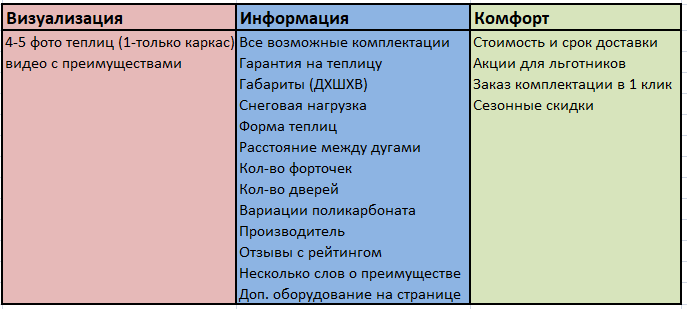 Визуализация
4-5 фото теплиц (1-только каркас)
видео с преимуществами
Информация
Все возможные комплектации
Гарантия на теплицу
Габариты (ДХШХВ)
Снеговая нагрузка
Форма теплиц
Расстояние между дугами
Кол-во форточек
Кол-во дверей
Вариации поликарбоната
Производитель
Отзывы с рейтингом
Несколько слов о преимуществе
Доп. оборудование на странице
Комфорт
Стоимость и срок доставки
Акции для льготников
Заказ комплектации в 1 клик
Сезонные скидки